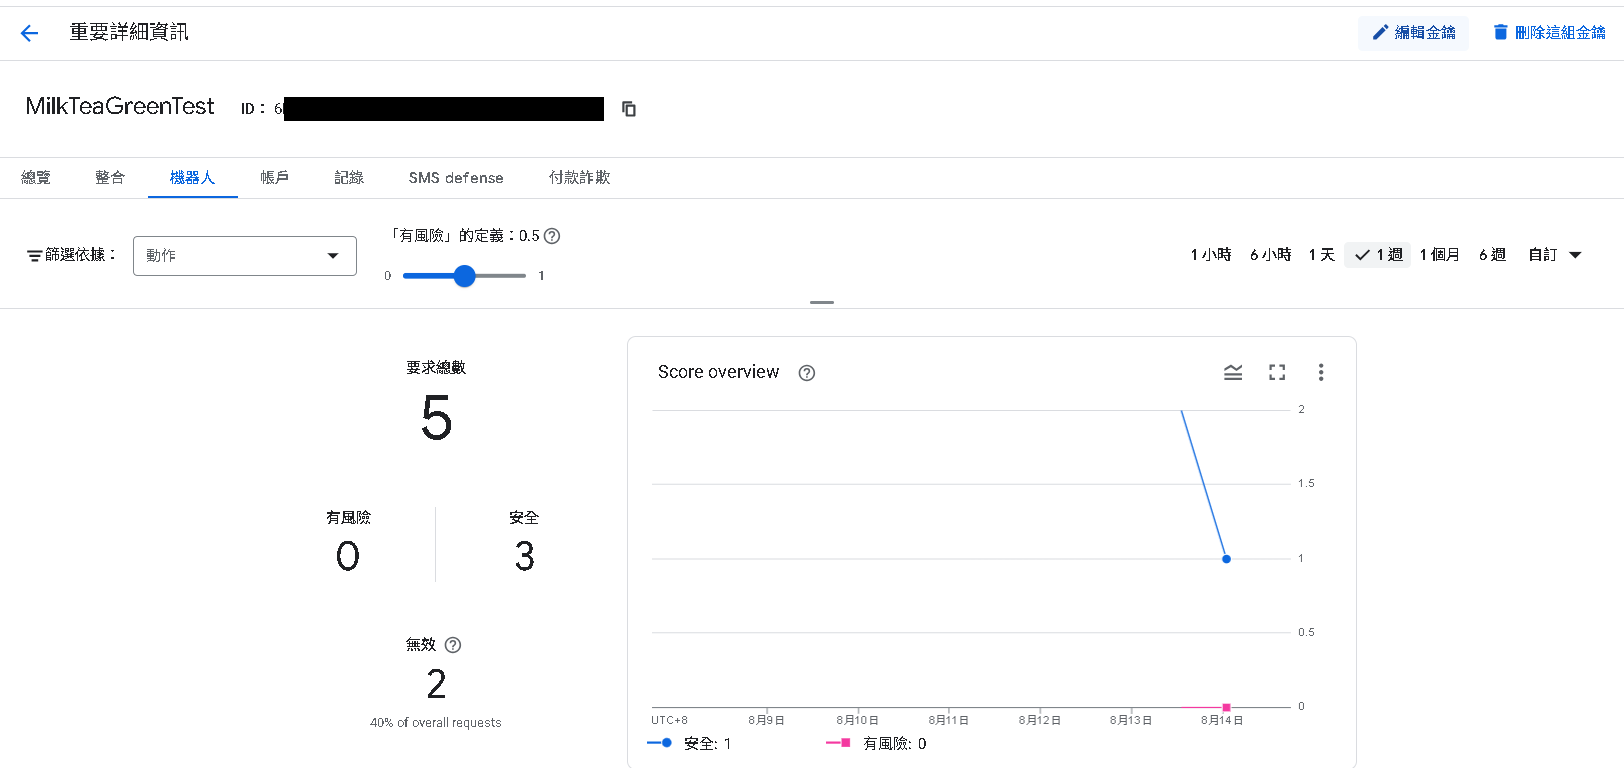 重要詳細資訊
編輯金鑰
刪除這組金鑰
MilkTeaGreenTest
ID： 6
總覽
整合
機器人
帳戶
記錄
SMS defense
付款詐欺
篩選依據：
動作
「有風險」的定義：0.5
0
1
1 小時
6 小時
1 天
1 週
1 個月
6 週
自訂
要求總數
5
有風險
0
安全
3
無效
2
40% of overall requests
Score overview
2
1.5
1
0.5
0
UTC+8
8月9日
8月10日
8月11日
8月12日
8月13日
8月14日
安全: 1
有風險: 0